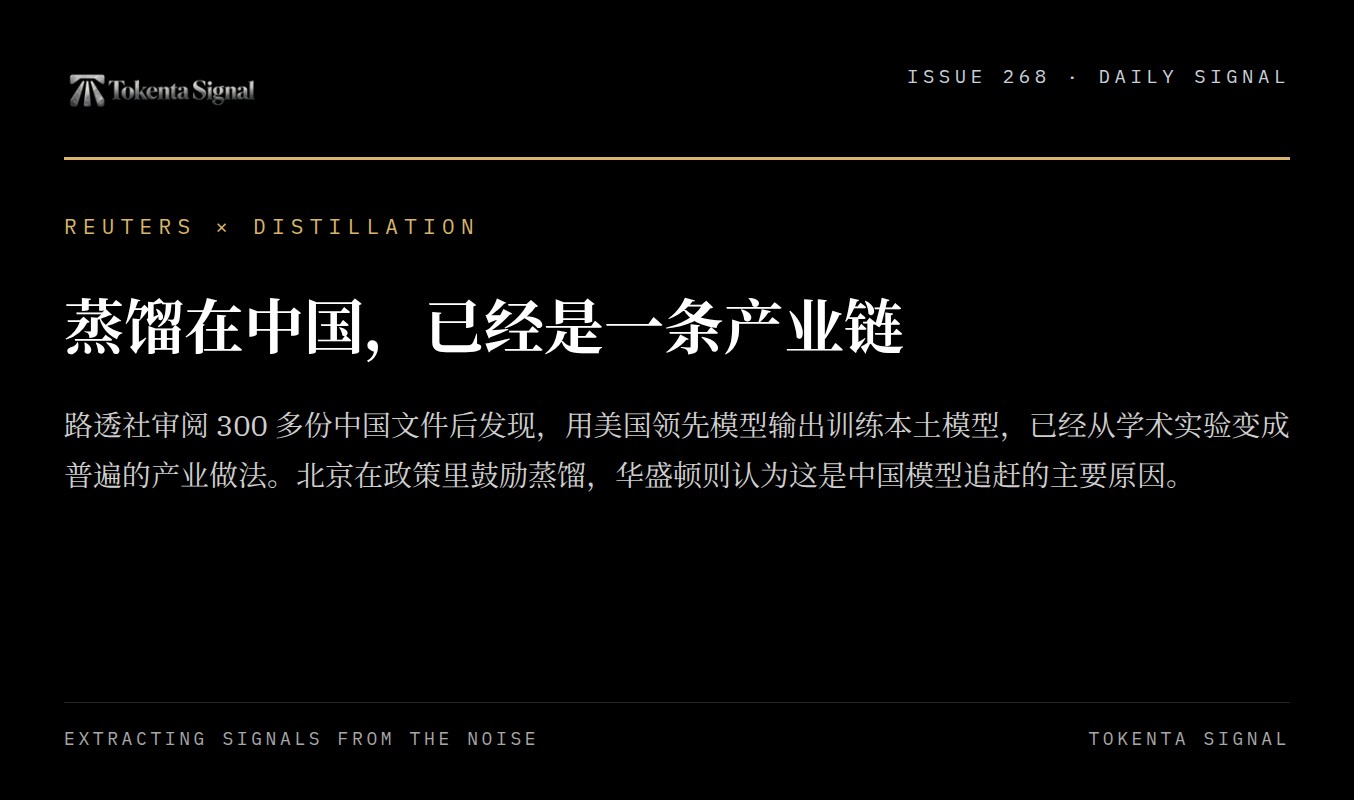 Tokenta Signal
ISSUE 268 · DAILY SIGNAL
REUTERS × DISTILLATION
蒸馏在中国，已经是一条产业链
路透社审阅 300 多份中国文件后发现，用美国领先模型输出训练本土模型，已经从学术实验变成
普遍的产业做法。北京在政策里鼓励蒸馏，华盛顿则认为这是中国模型追赶的主要原因。
EXTRACTING SIGNALS FROM THE NOISE
TOKENTA SIGNAL